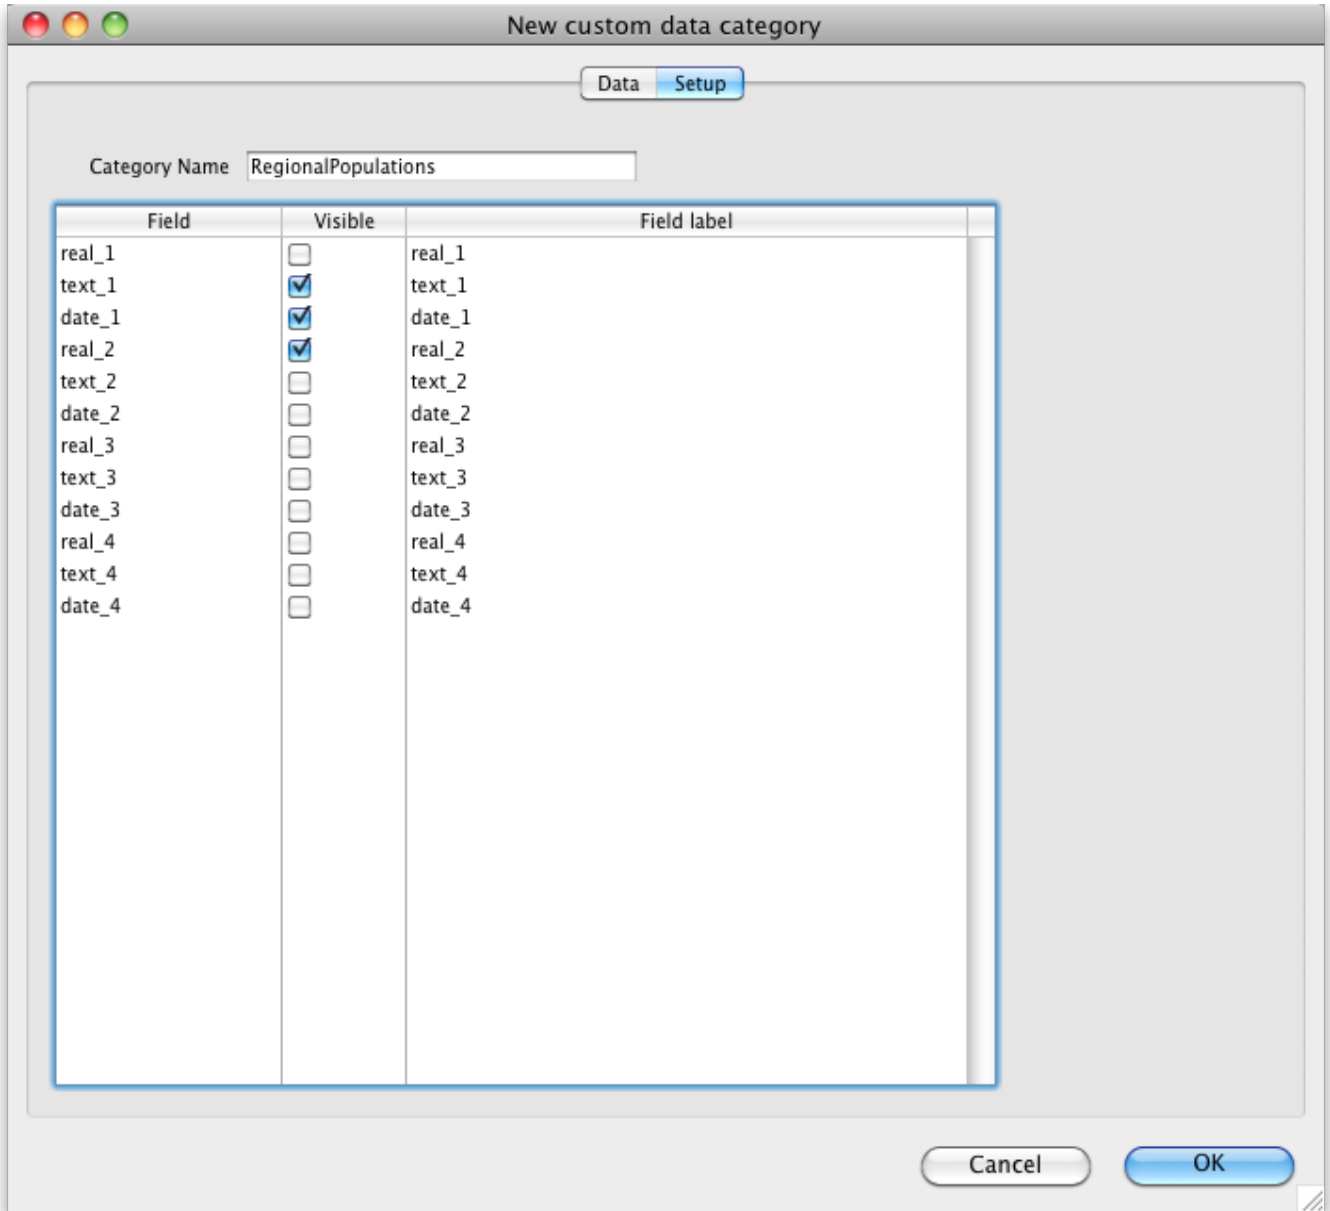 New custom data category
Data Setup
Category Name RegionalPopulations
Field Visible Field label
real_1 real_1
text_1 text_1
date_1 date_1
real_2 real_2
text_2 text_2
date_2 date_2
real_3 real_3
text_3 text_3
date_3 date_3
real_4 real_4
text_4 text_4
date_4 date_4
Cancel OK